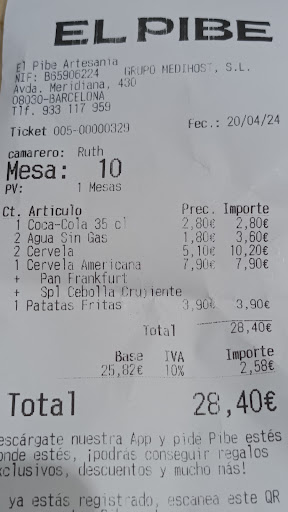 EL PIBE
El Pibe Artesania
NIF: B65906224 GRUPO MEDIHOST, S.L.
Avda. Meridiana, 430
08030-BARCELONA
Tlf. 933 117 959
Ticket 005-00000329 Fec.: 20/04/24
camarero: Ruth
Mesa: 10
PV: 1 Mesas
Ct. Articulo Prec. Importe
1 Coca-Cola 35 cl 2,80€ 2,80€
2 Agua Sin Gas 1,80€ 3,60€
2 Cervela 5,10€ 10,20€
1 Cervela Americana 7,90€ 7,90€
+ Pan Frankfurt
+ Spl Cebolla Crujiente
1 Patatas Fritas 3,90€ 3,90€
Total 28,40€
Base IVA Importe
25,82€ 10% 2,58€
Total 28,40€
escárgate nuestra App y pide Pibe estés
onde estés, ¡podrás conseguir regalos
xclusivos, descuentos y mucho más!
ya estás registrado, escanea este QR